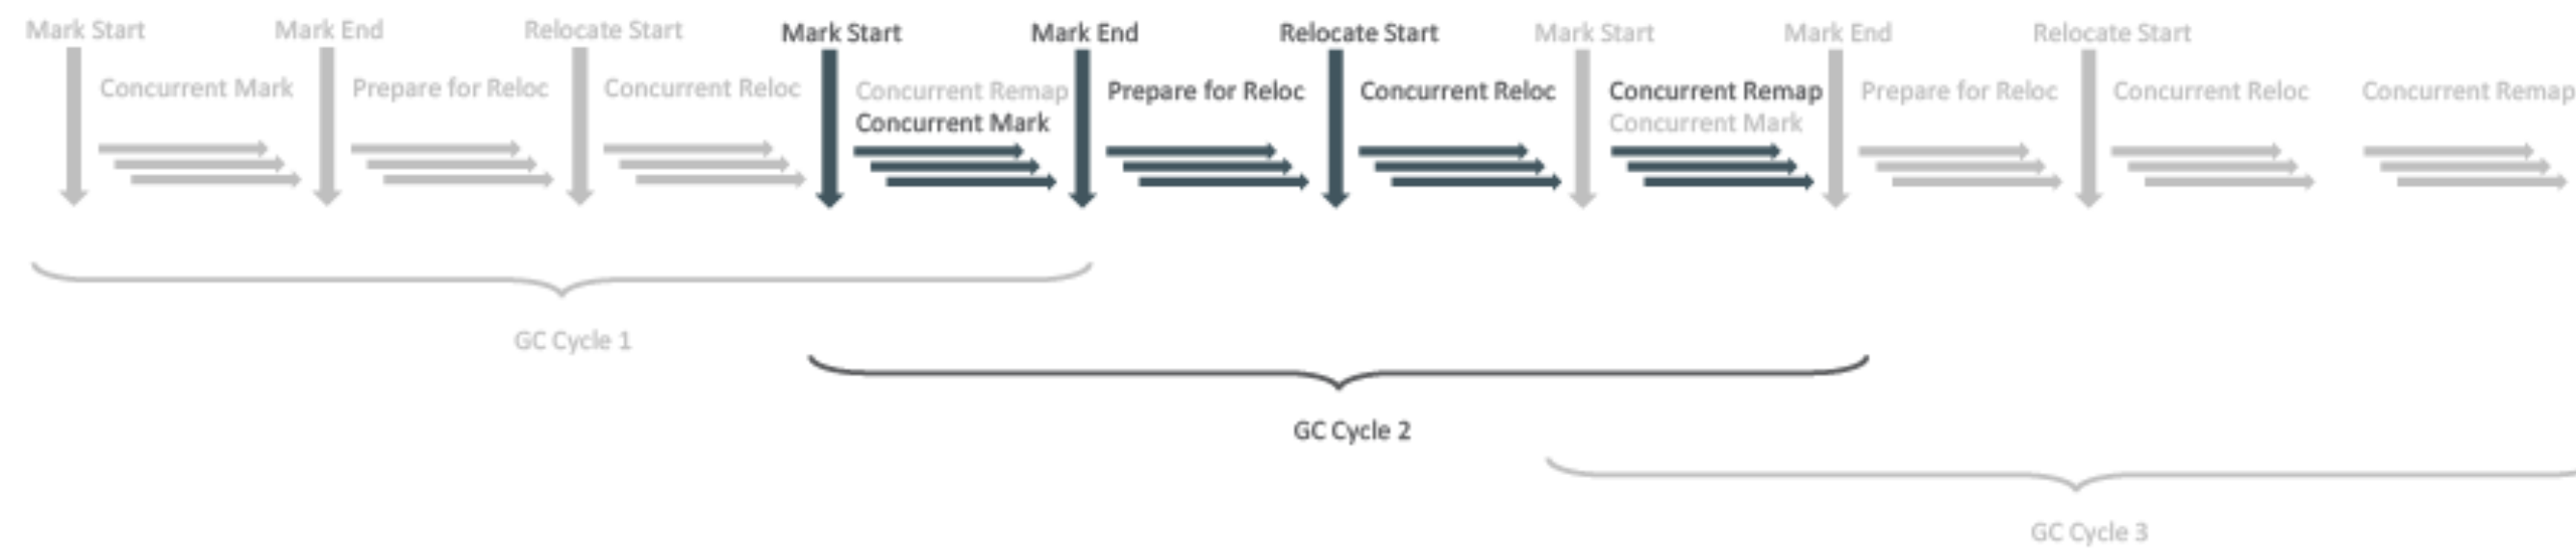 Mark Start
Mark End
Relocate Start
Mark Start
Mark End
Relocate Start
Mark Start
Mark End
Relocate Start
Concurrent Mark
Prepare for Reloc
Concurrent Reloc
Concurrent Remap
Concurrent Mark
Prepare for Reloc
Concurrent Reloc
Concurrent Remap
Concurrent Mark
Prepare for Reloc
Concurrent Reloc
Concurrent Remap
GC Cycle 1
GC Cycle 2
GC Cycle 3